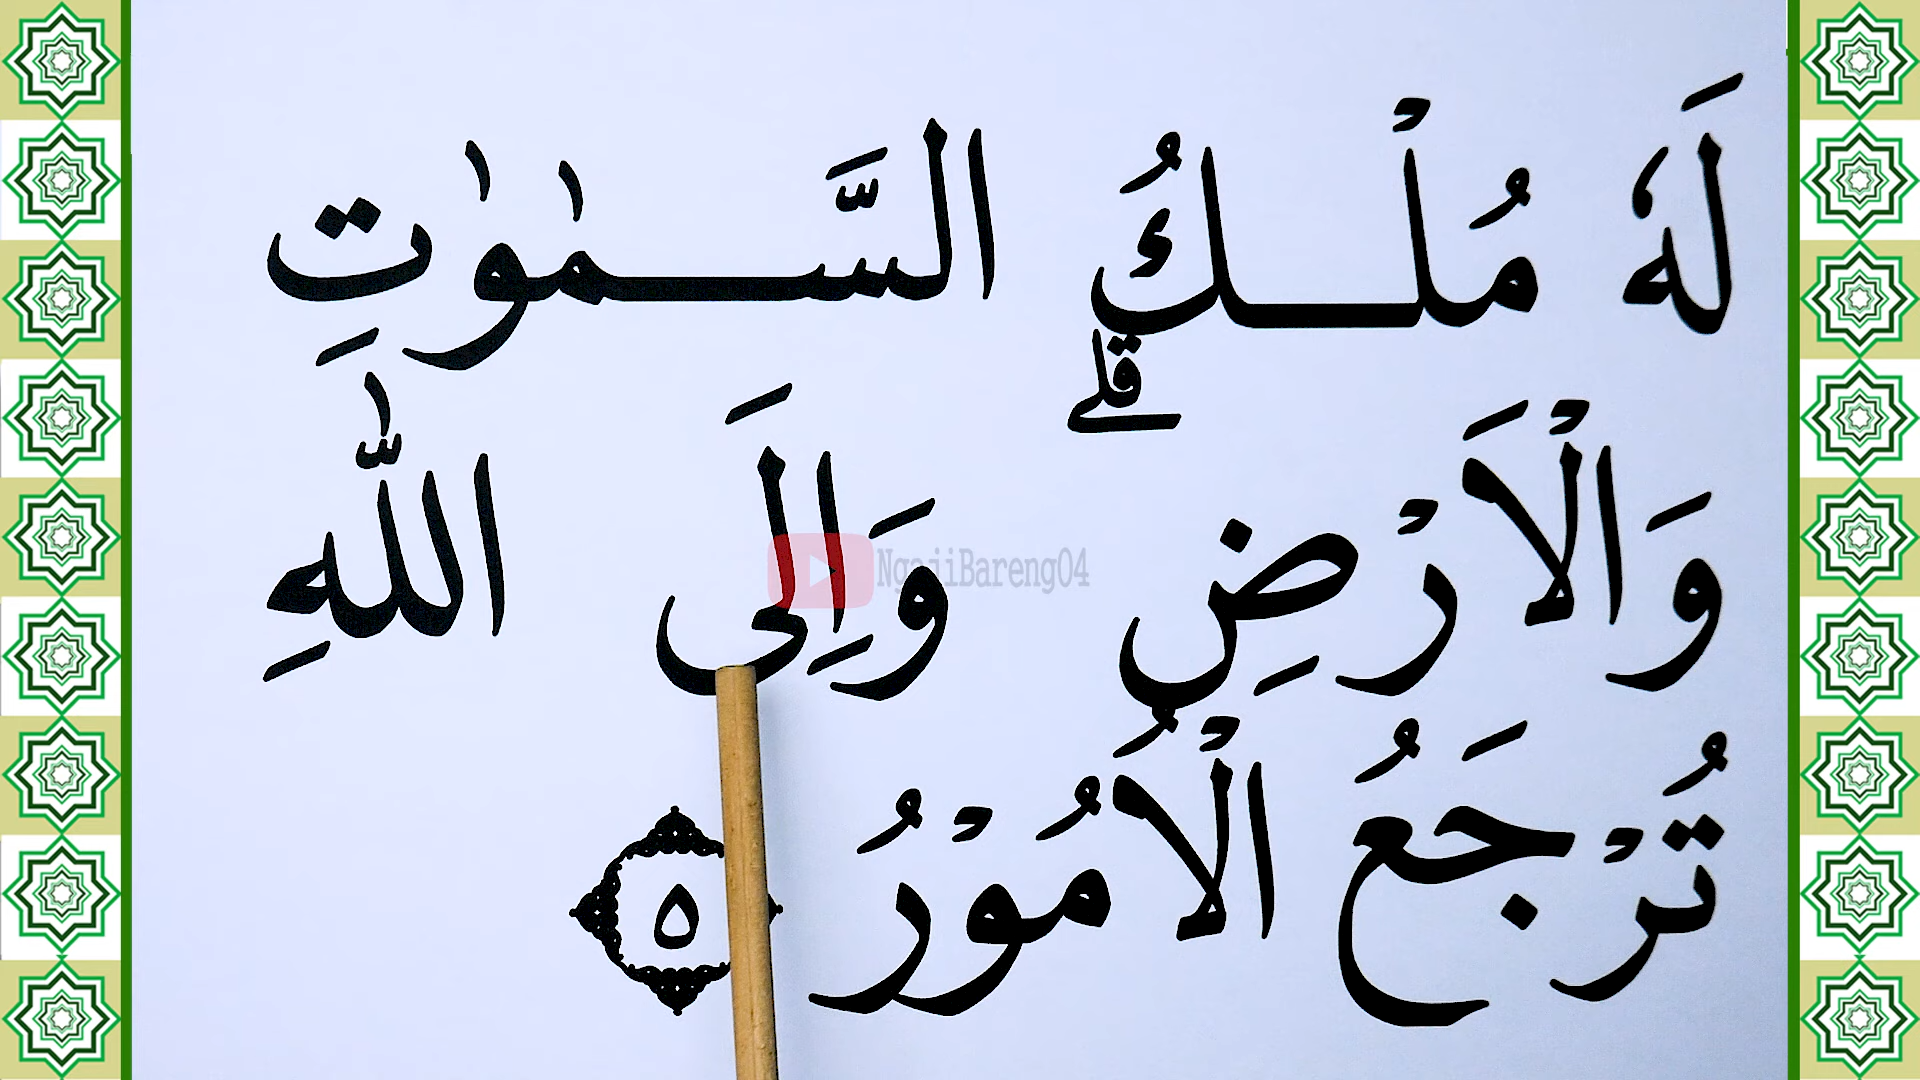 لَهٗ مُلْكُ السَّمٰوٰتِ
وَالْاَرْضِۗ وَاِلَى اللّٰهِ
تُرْجَعُ الْاُمُوْرُ ٥
NgajiBareng04